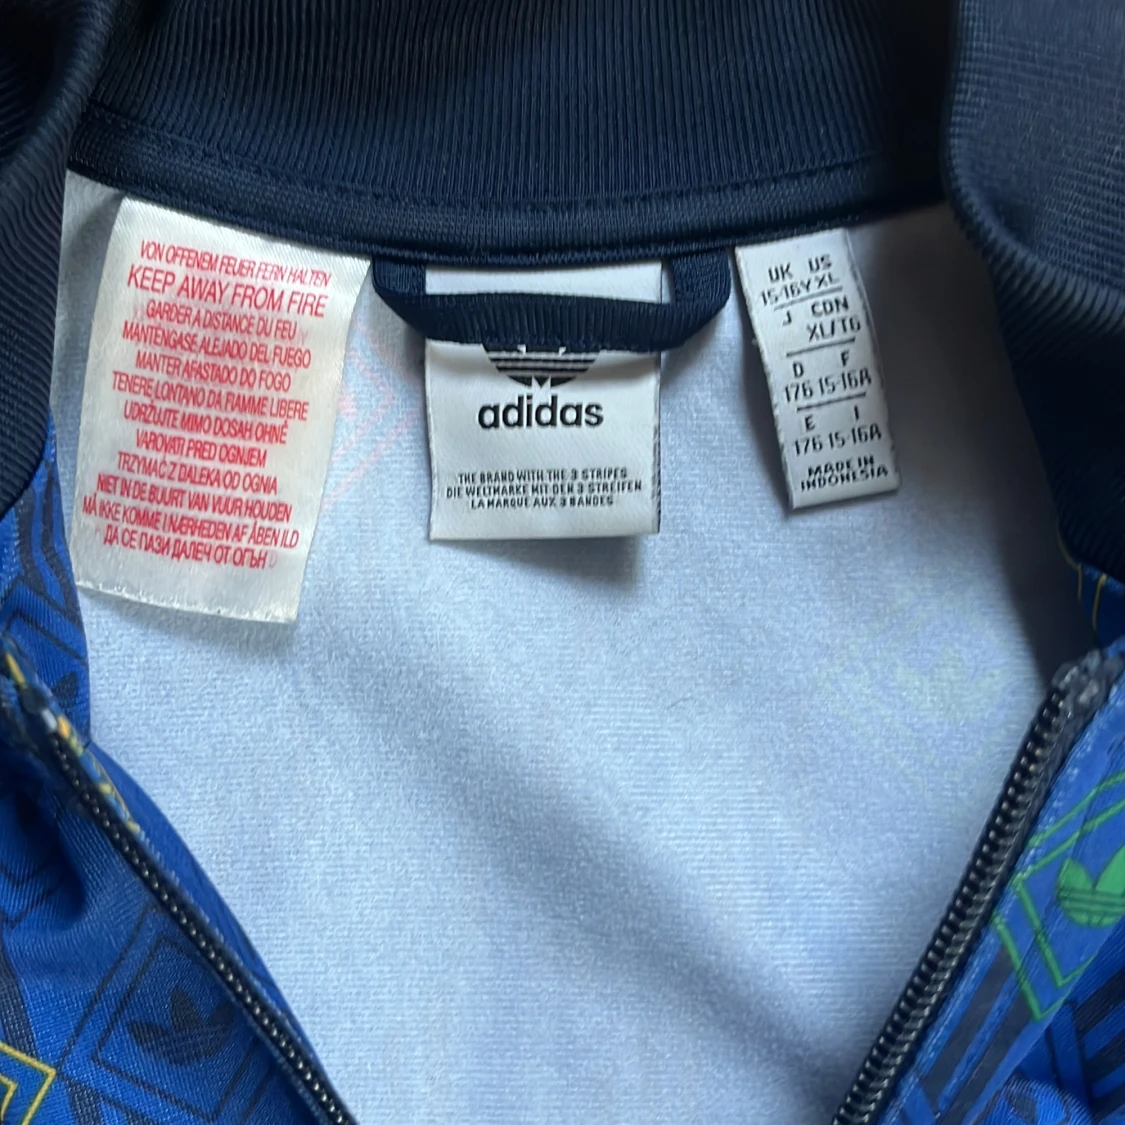 VON OFFENEM FEUER FERN HALTEN
KEEP AWAY FROM FIRE
GARDER A DISTANCE DU FEU
MANTÉNGASE ALEJADO DEL FUEGO
MANTER AFASTADO DO FOGO
TENERE LONTANO DA FIAMME LIBERE
UDRŽUJTE MIMO DOSAH OHNĚ
VAROVATI PRED OGNJEM
TRZYMAĆ Z DALEKA OD OGNIA
NIET IN DE BUURT VAN VUUR HOUDEN
MÅ IKKE KOMME I NÆRHEDEN AF ÅBEN ILD
ДА СЕ ПАЗИ ДАЛЕЧ ОТ ОГЪН
adidas
THE BRAND WITH THE 3 STRIPES
DIE WELTMARKE MIT DEN 3 STREIFEN
LA MARQUE AUX 3 BANDES
UK US
15-16Y XL
J CDN
XL/TG
D F
176 15-16A
E I
176 15-16A
MADE IN
INDONESIA